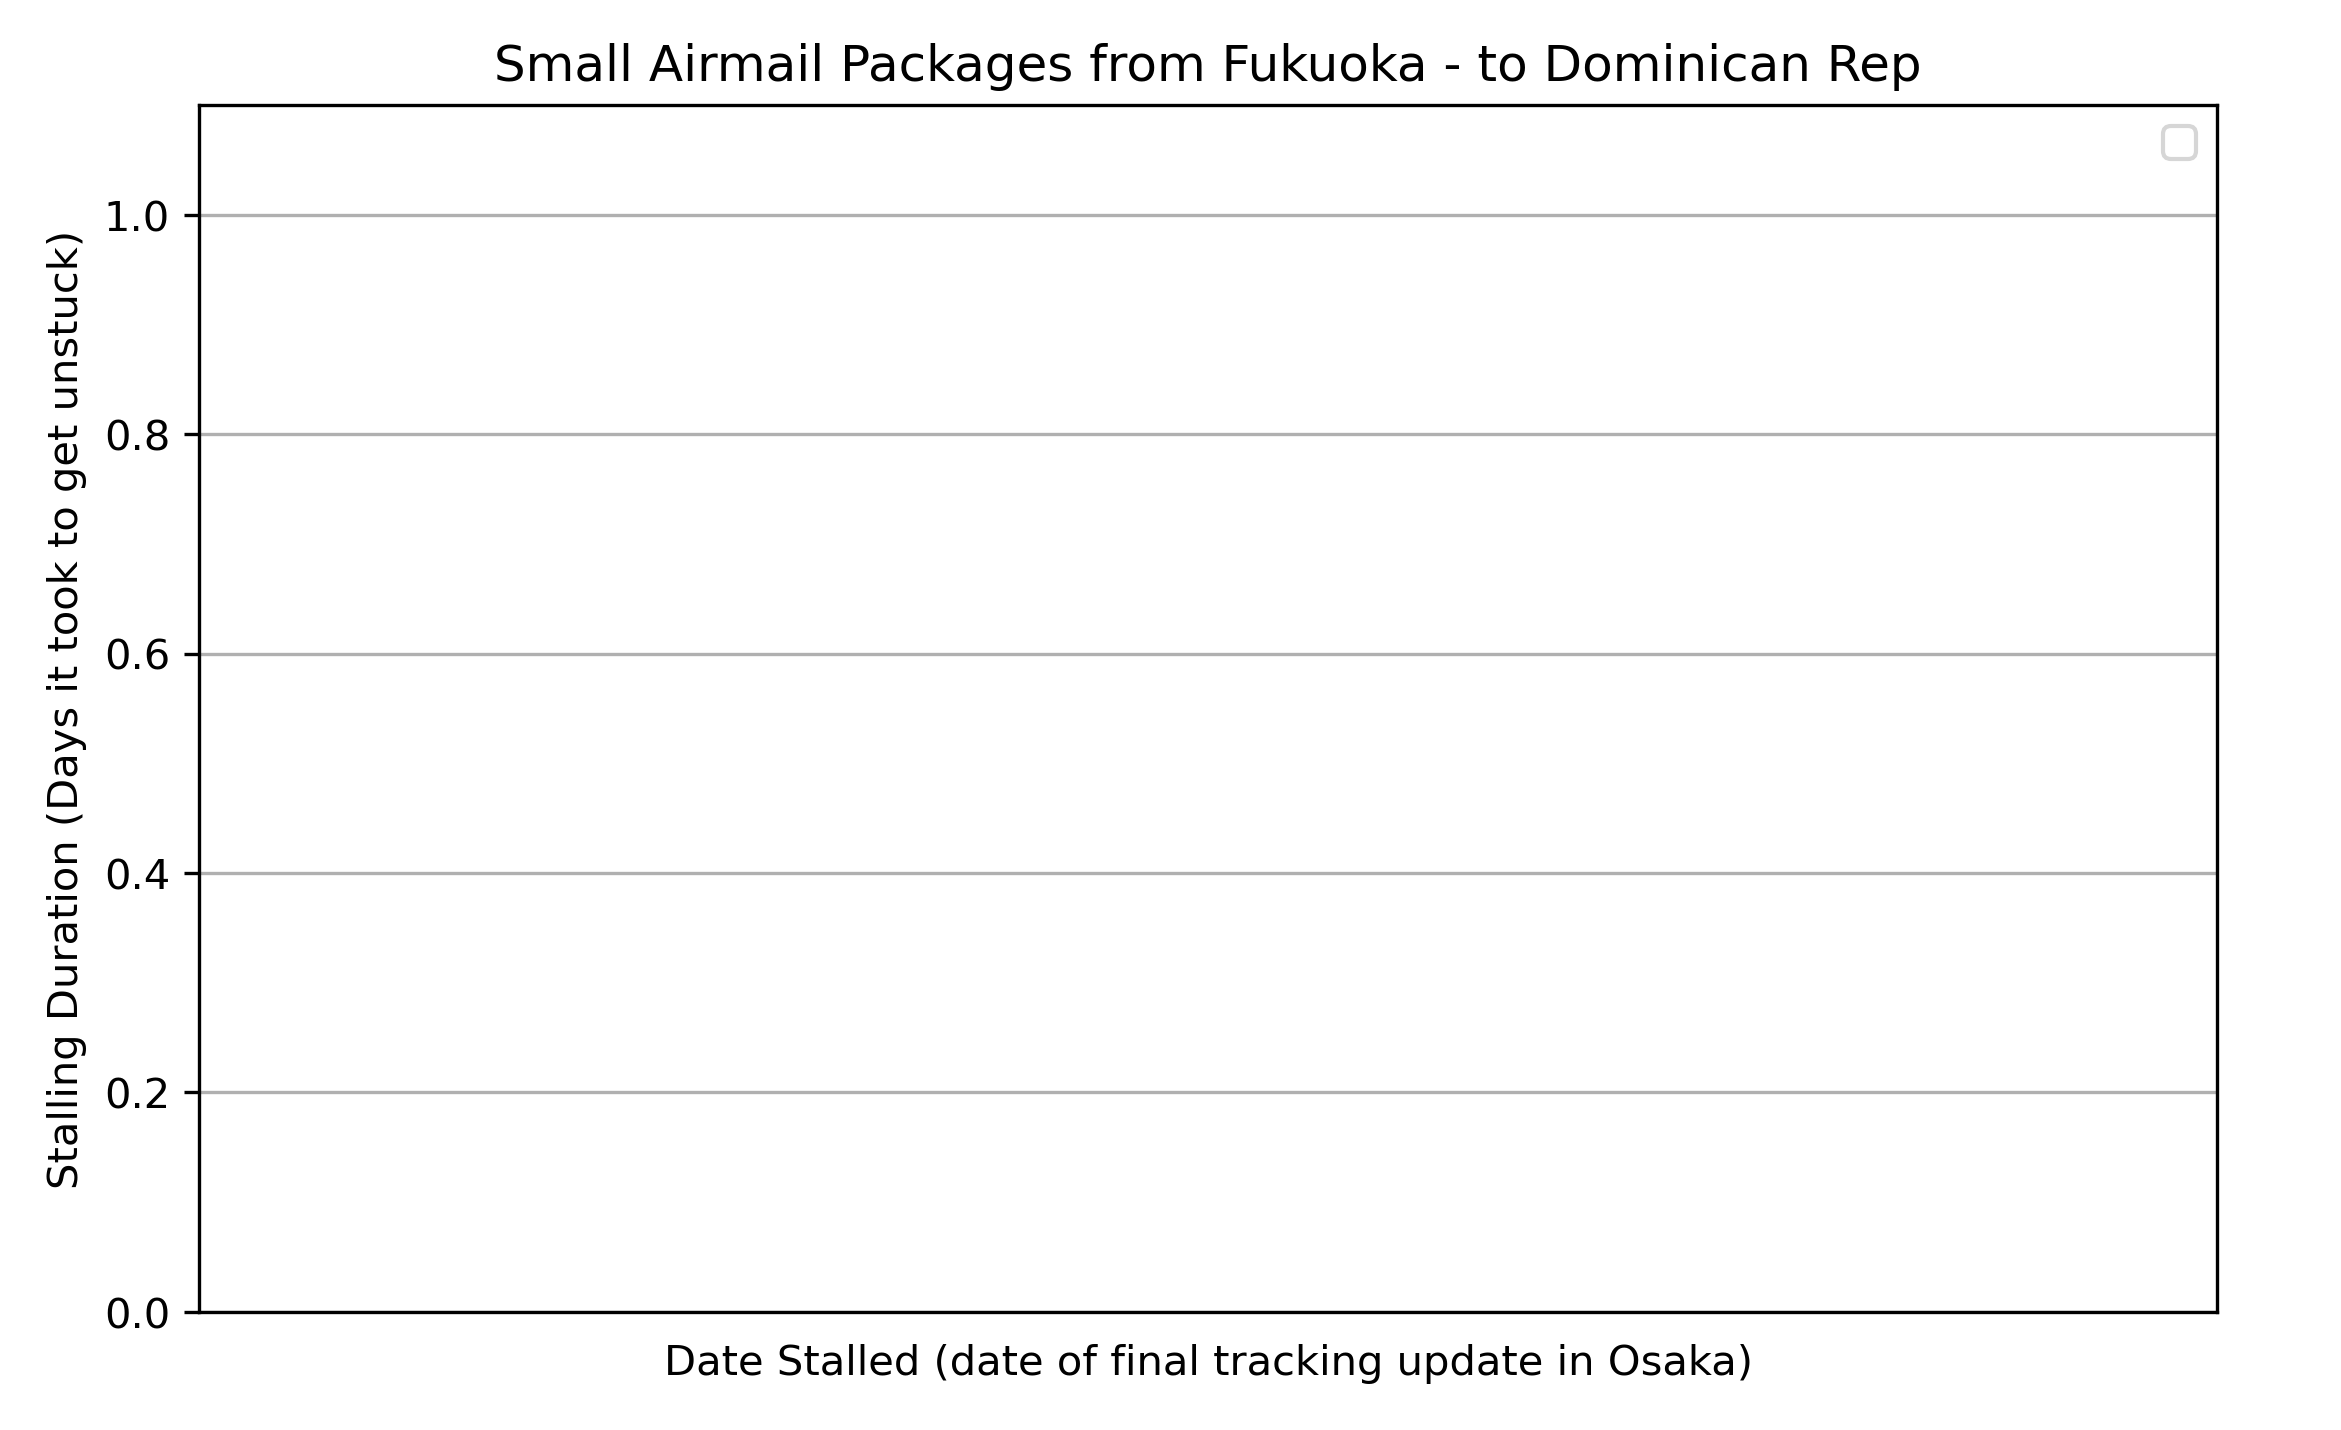 Small Airmail Packages from Fukuoka - to Dominican Rep
Stalling Duration (Days it took to get unstuck)
1.0
0.8
0.6
0.4
0.2
0.0
Date Stalled (date of final tracking update in Osaka)